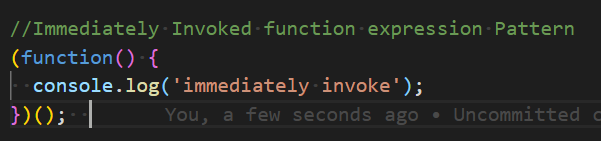 //Immediately Invoked function expression Pattern
(function() {
  console.log('immediately invoke');
})();     You, a few seconds ago • Uncommitted